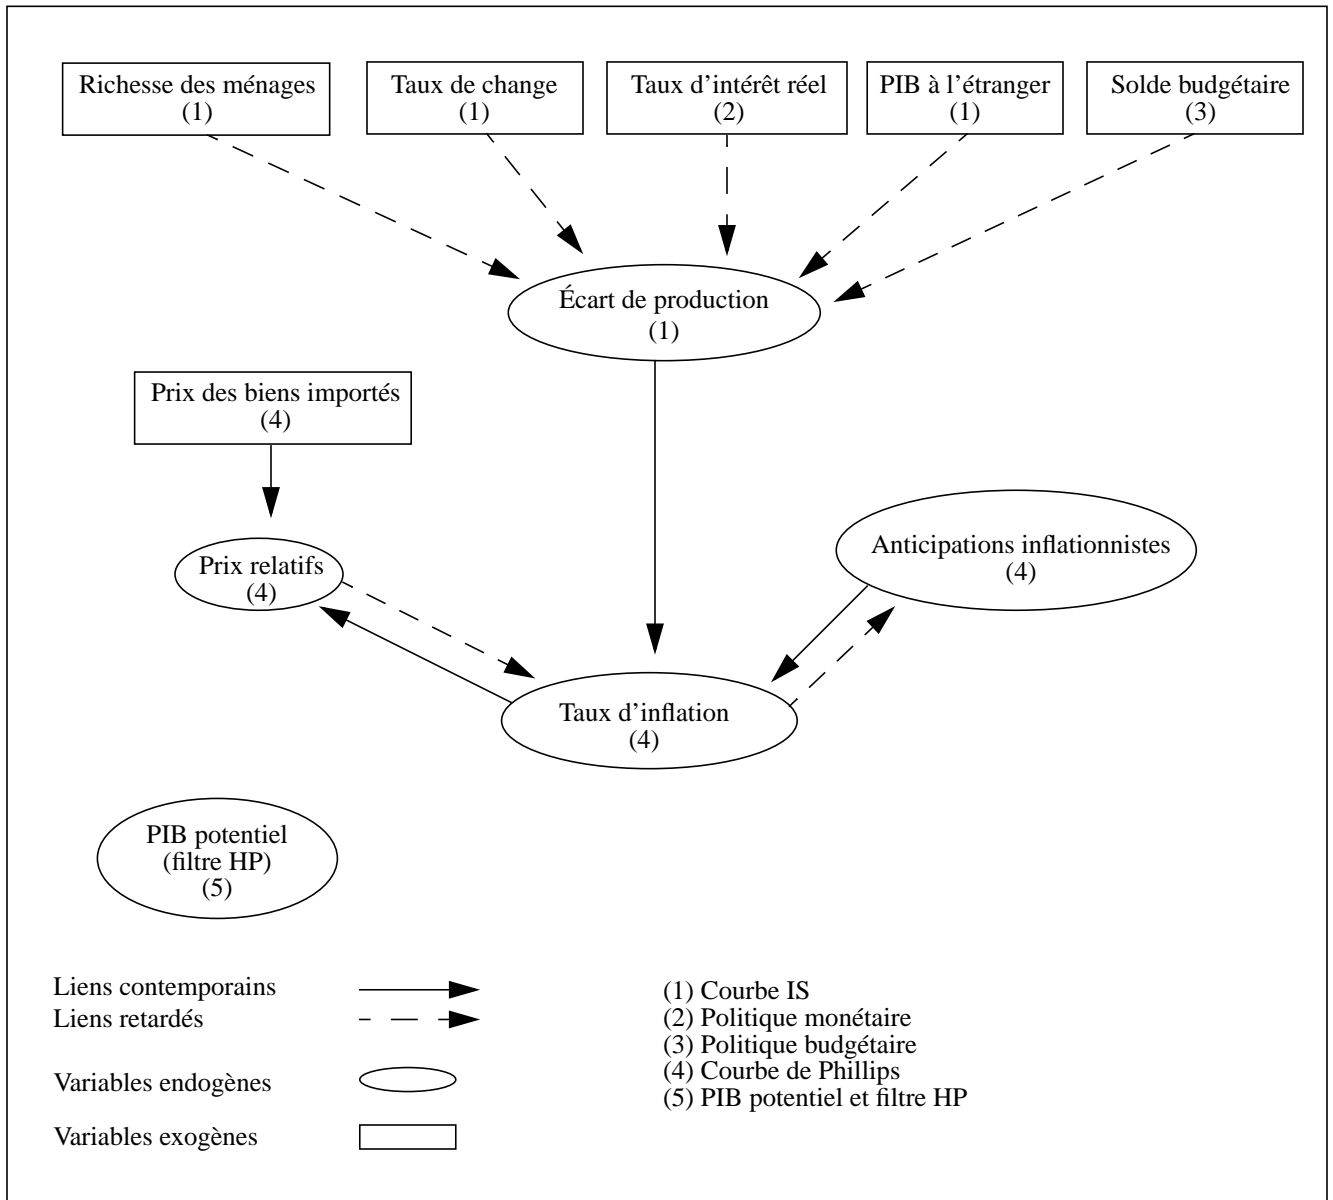 Richesse des ménages
(1)
Taux de change
(1)
Taux d’intérêt réel
(2)
PIB à l’étranger
(1)
Solde budgétaire
(3)
Écart de production
(1)
Prix des biens importés
(4)
Prix relatifs
(4)
Anticipations inflationnistes
(4)
Taux d’inflation
(4)
PIB potentiel
(filtre HP)
(5)
Liens contemporains
Liens retardés
Variables endogènes
Variables exogènes
(1) Courbe IS
(2) Politique monétaire
(3) Politique budgétaire
(4) Courbe de Phillips
(5) PIB potentiel et filtre HP